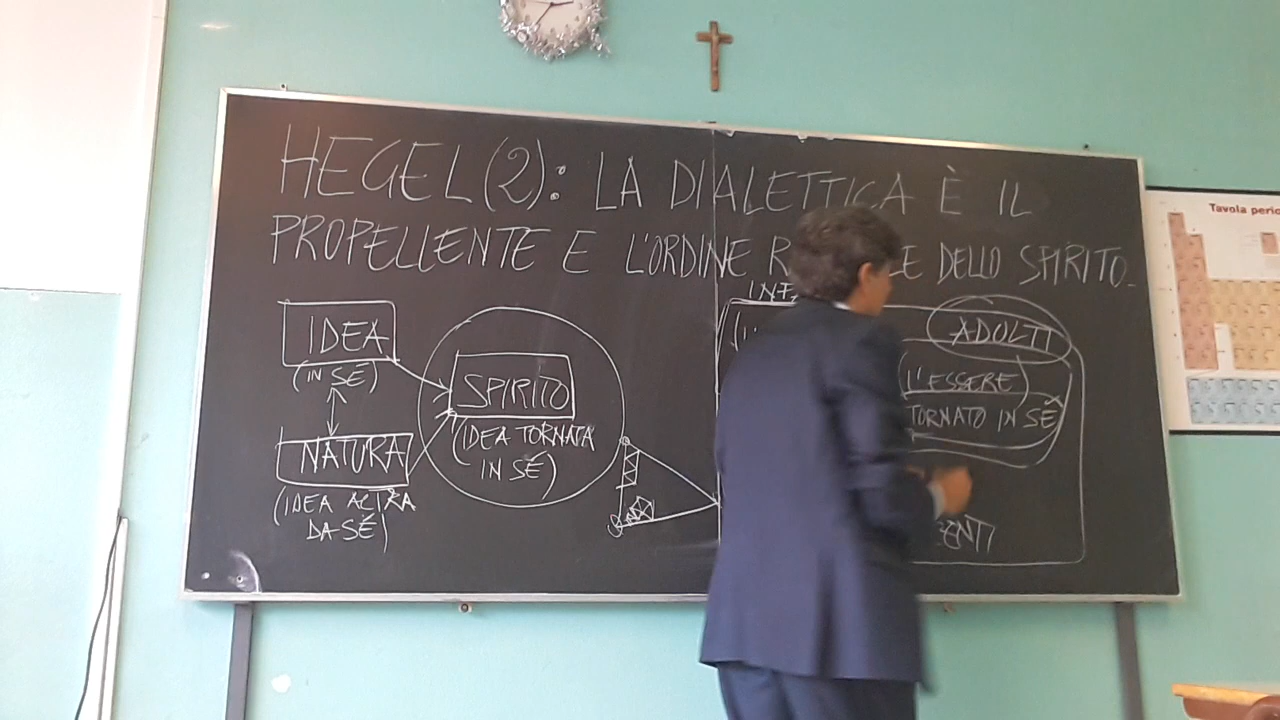 HEGEL (2): LA DIALETTICA È IL
PROPELLENTE E L'ORDINE DELLO SPIRITO
IDEA
(IN SÉ)
NATURA
(IDEA ALTRA
DA SÉ)
SPIRITO
(IDEA TORNATA
IN SÉ)
ADULTI
(L'ESSERE)
TORNATO IN SÉ
Tavola perio